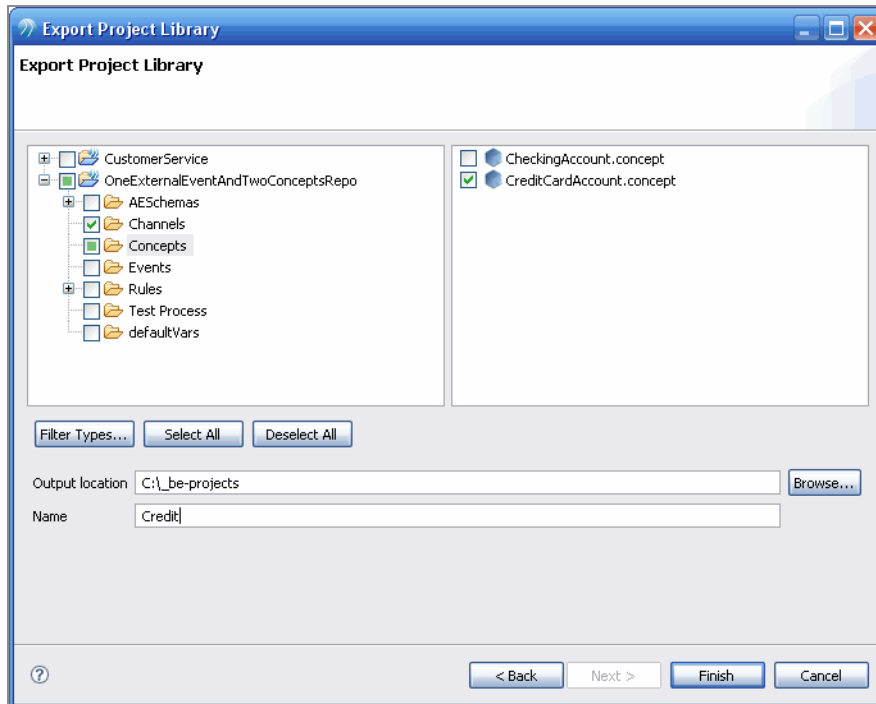 Export Project Library
Export Project Library
CustomerService
OneExternalEventAndTwoConceptsRepo
AESchemas
Channels
Concepts
Events
Rules
Test Process
defaultVars
CheckingAccount.concept
CreditCardAccount.concept
Filter Types... Select All Deselect All
Output location C:\_be-projects Browse...
Name Credit
? < Back Next > Finish Cancel